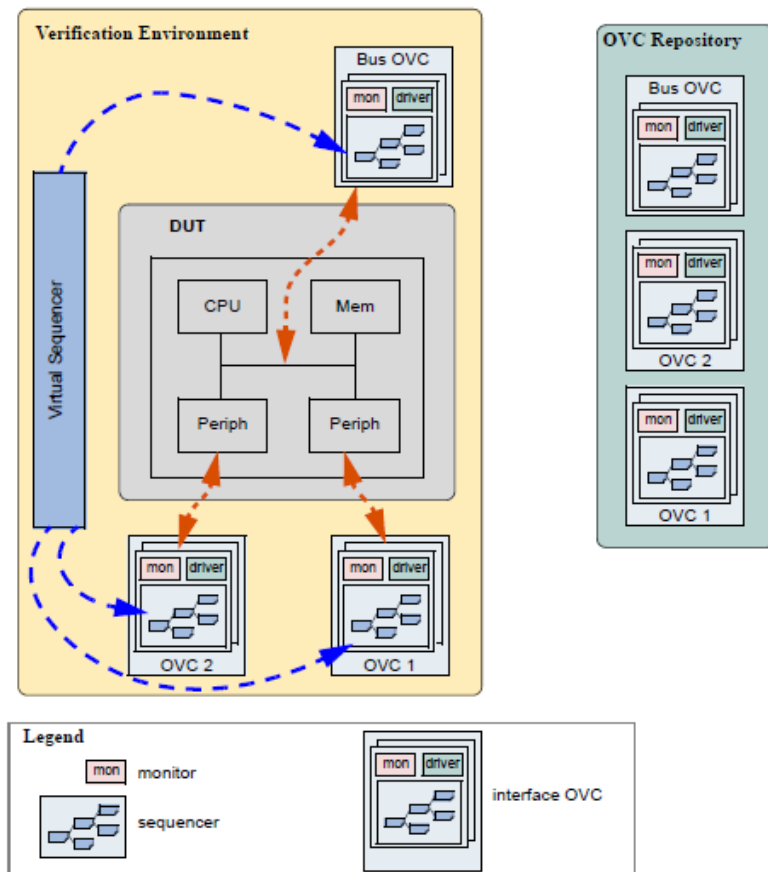 Verification Environment
Bus OVC
mon driver
Virtual Sequencer
DUT
CPU Mem
Periph Periph
mon driver
OVC 2
mon driver
OVC 1
OVC Repository
Bus OVC
mon driver
mon driver
OVC 2
mon driver
OVC 1
Legend
mon monitor
sequencer
mon driver
interface OVC